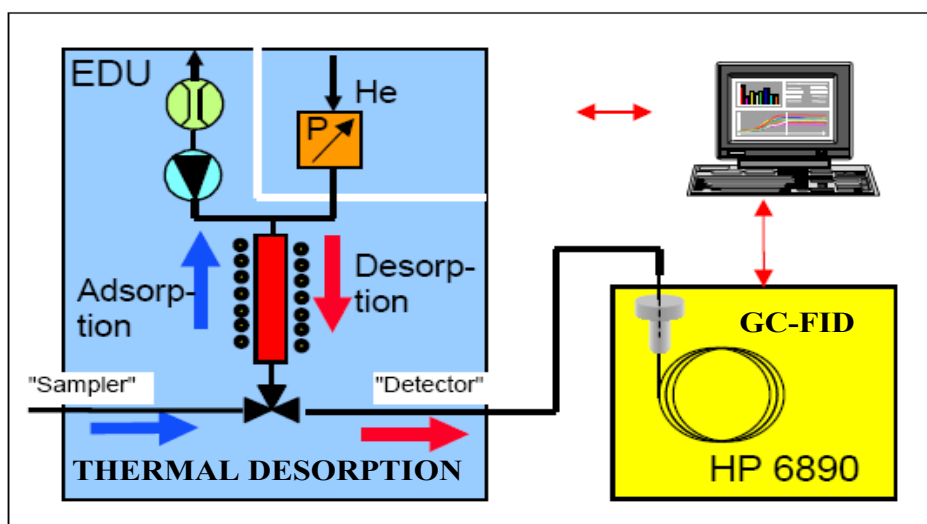 EDU
He
P
Adsorp-
tion
Desorp-
tion
"Sampler"
"Detector"
THERMAL DESORPTION
GC-FID
HP 6890